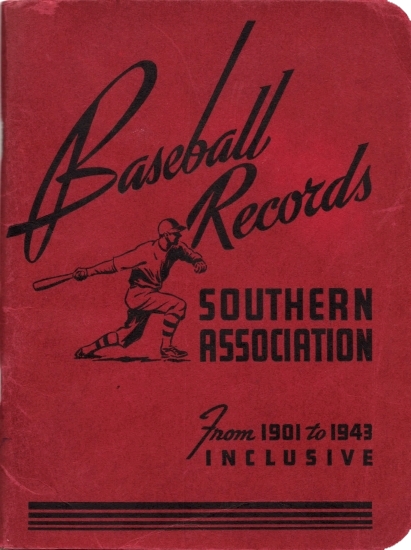 Baseball
Records
SOUTHERN
ASSOCIATION
From 1901 to 1943
INCLUSIVE